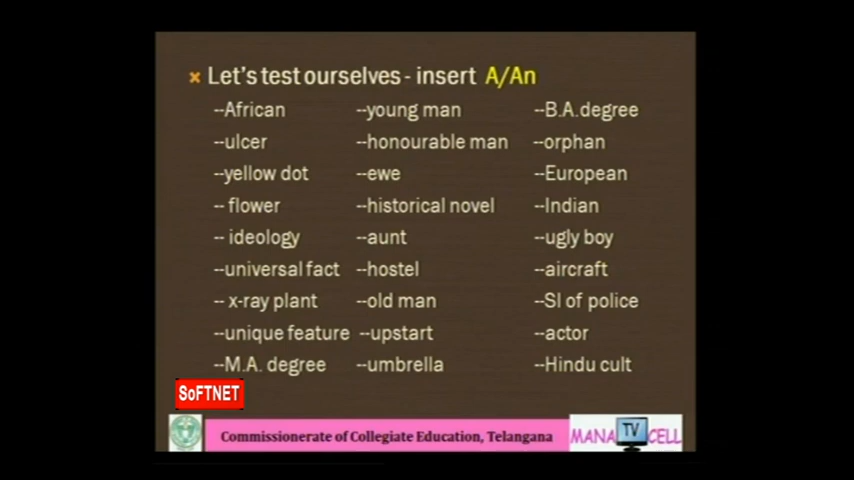 Let's test ourselves - insert A/An
--African --young man --B.A.degree
--ulcer --honourable man --orphan
--yellow dot --ewe --European
-- flower --historical novel --Indian
-- ideology --aunt --ugly boy
--universal fact --hostel --aircraft
-- x-ray plant --old man --SI of police
--unique feature --upstart --actor
--M.A. degree --umbrella --Hindu cult
SoFTNET
Commissionerate of Collegiate Education, Telangana MANA TV CELL